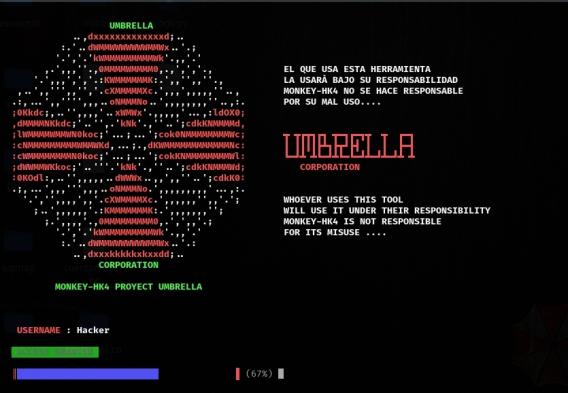 UMBRELLA
CORPORATION
MONKEY-HK4 PROYECT UMBRELLA
EL QUE USA ESTA HERRAMIENTA
LA USARÁ BAJO SU RESPONSABILIDAD
MONKEY-HK4 NO SE HACE RESPONSABLE
POR SU MAL USO....
UMBRELLA
CORPORATION
WHOEVER USES THIS TOOL
WILL USE IT UNDER THEIR RESPONSIBILITY
MONKEY-HK4 IS NOT RESPONSIBLE
FOR ITS MISUSE ....
USERNAME : Hacker
(67%)